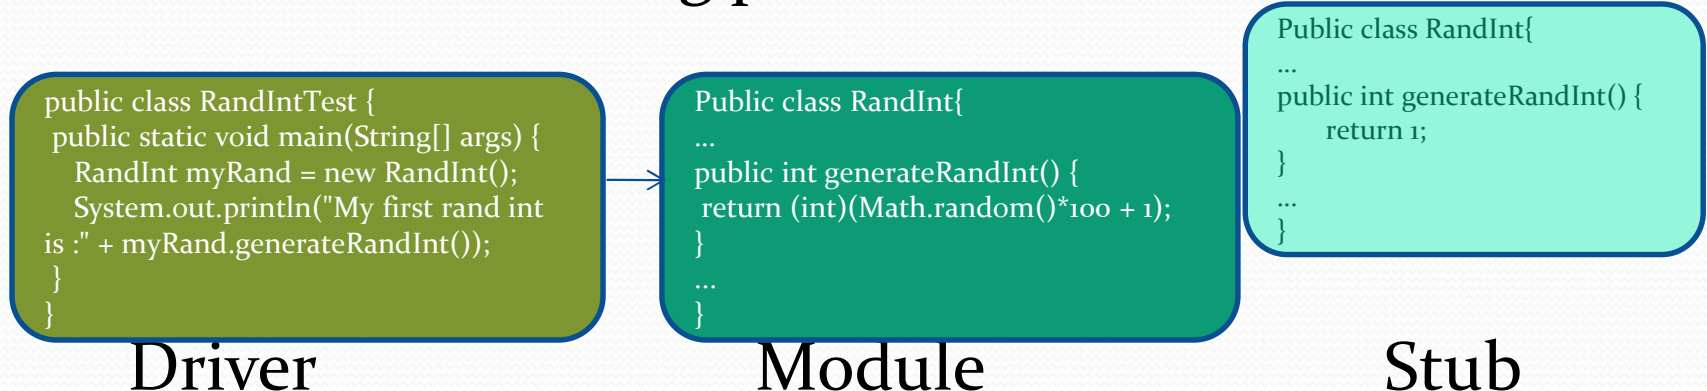 public class RandIntTest {
public static void main(String[] args) {
RandInt myRand = new RandInt();
System.out.println("My first rand int
is :" + myRand.generateRandInt());
}
}
Driver
Public class RandInt{
...
public int generateRandInt() {
return (int)(Math.random()*100 + 1);
}
...
}
Module
Public class RandInt{
...
public int generateRandInt() {
return 1;
}
...
}
Stub